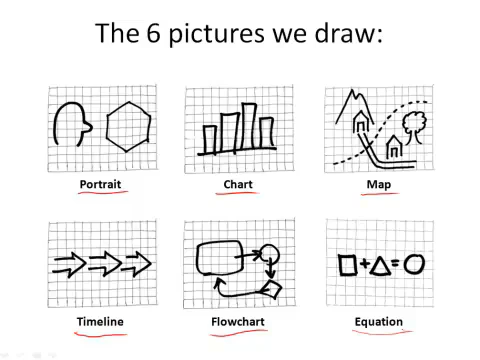 The 6 pictures we draw:
Portrait
Chart
Map
Timeline
Flowchart
Equation